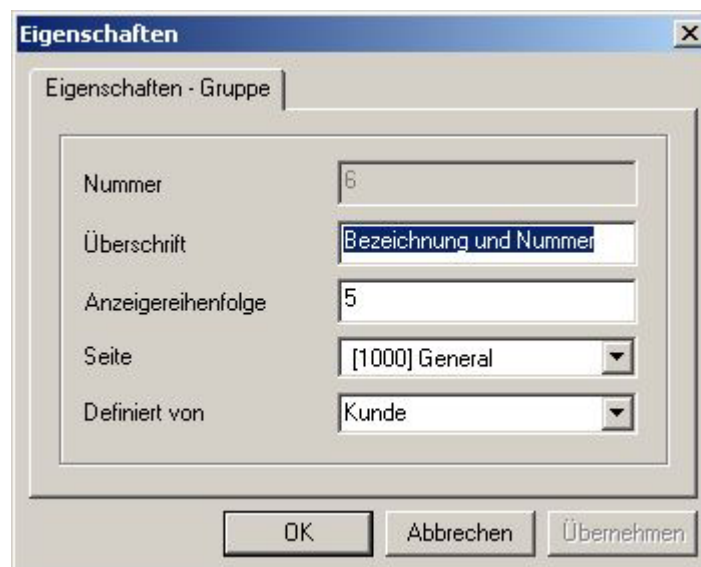 Eigenschaften
Eigenschaften - Gruppe
Nummer 6
Überschrift Bezeichnung und Nummer
Anzeigereihenfolge 5
Seite [1000] General
Definiert von Kunde
OK Abbrechen Übernehmen